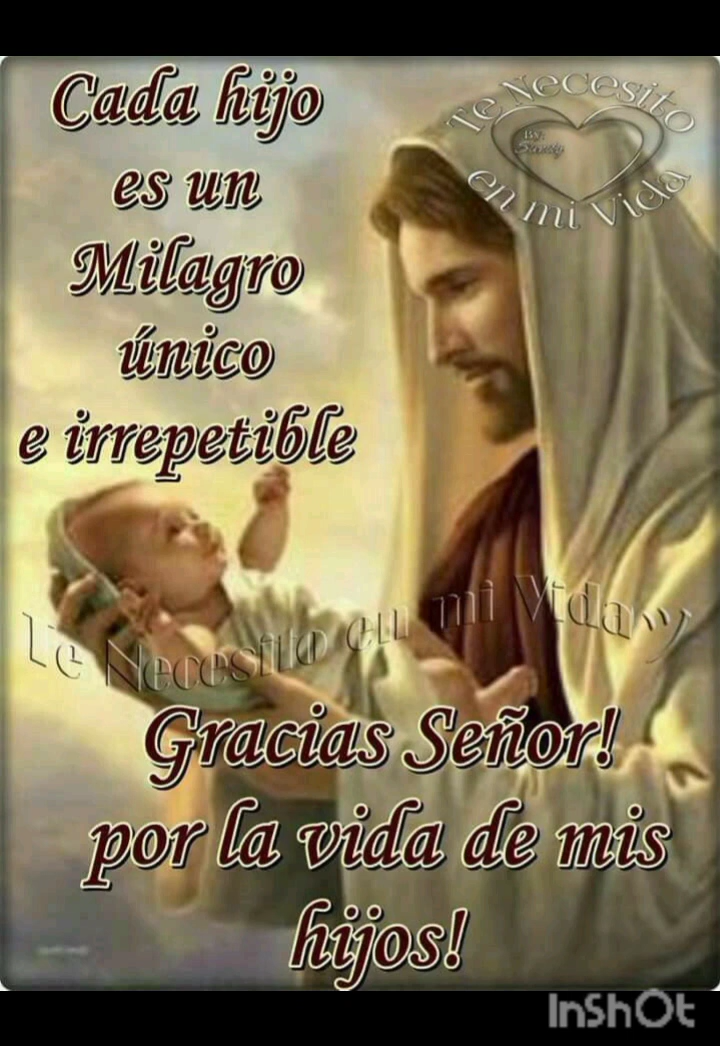 Cada hijo
es un
Milagro
único
e irrepetible
Te Necesito
By:
en mi Vida
Te Necesito en mi Vida
Gracias Señor!
por la vida de mis
hijos!
InShOt